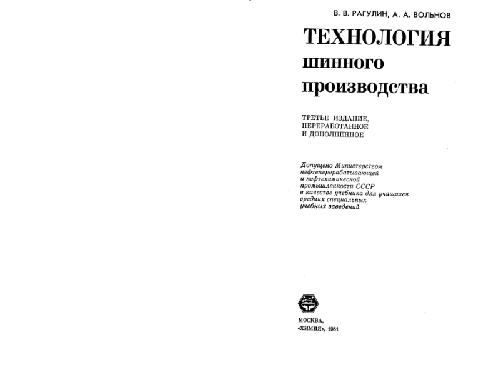 В. В. РАГУЛИН, А. А. ВОЛЬНОВ
ТЕХНОЛОГИЯ
шинного
производства
ТРЕТЬЕ ИЗДАНИЕ,
ПЕРЕРАБОТАННОЕ
И ДОПОЛНЕННОЕ
Допущено Министерством
нефтеперерабатывающей
и нефтехимической
промышленности СССР
в качестве учебника для учащихся
средних специальных
учебных заведений
МОСКВА,
«ХИМИЯ», 1981